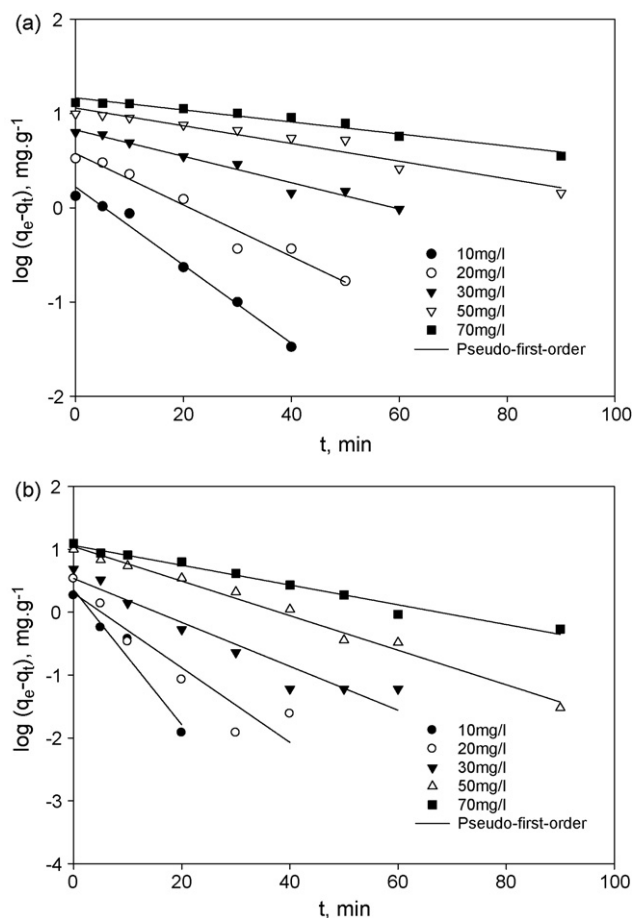 (a)
2
1
0
-1
-2
log (qe-qt), mg.g-1
10mg/l
20mg/l
30mg/l
50mg/l
70mg/l
Pseudo-first-order
0 20 40 60 80 100
t, min
(b)
2
1
0
-1
-2
-3
-4
log (qe-qt), mg.g-1
10mg/l
20mg/l
30mg/l
50mg/l
70mg/l
Pseudo-first-order
0 20 40 60 80 100
t, min